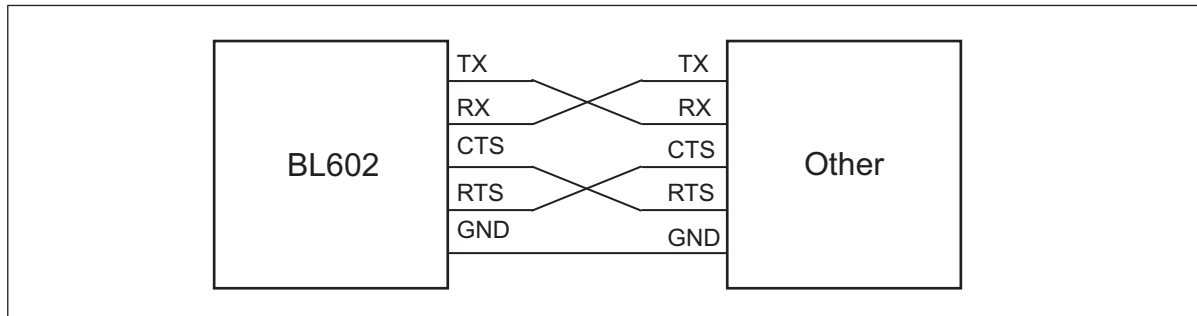 TX TX
RX RX
CTS CTS
BL602 Other
RTS RTS
GND GND